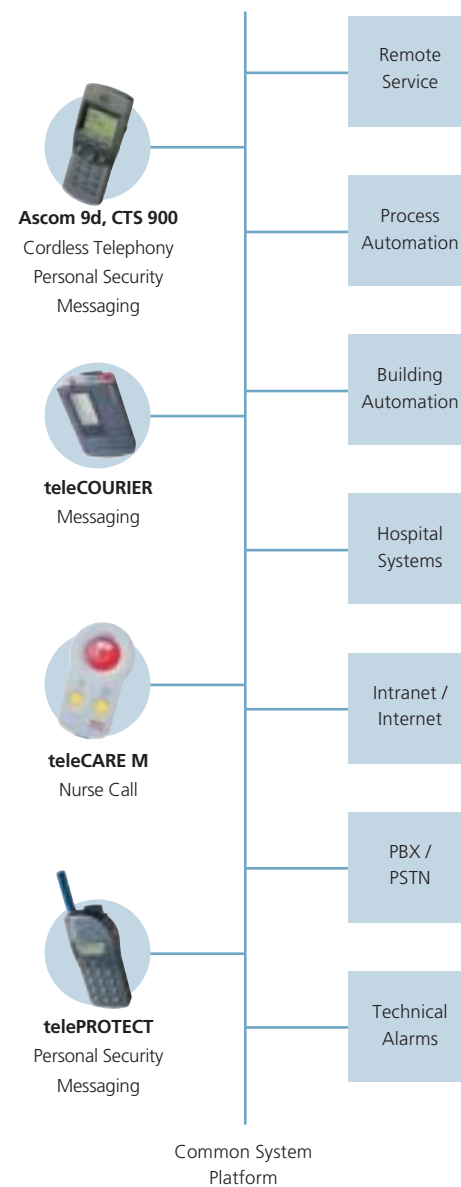 Remote
Service
Ascom 9d, CTS 900
Cordless Telephony
Personal Security
Messaging
Process
Automation
Building
Automation
teleCOURIER
Messaging
Hospital
Systems
Intranet /
Internet
teleCARE M
Nurse Call
PBX /
PSTN
telePROTECT
Personal Security
Messaging
Technical
Alarms
Common System
Platform